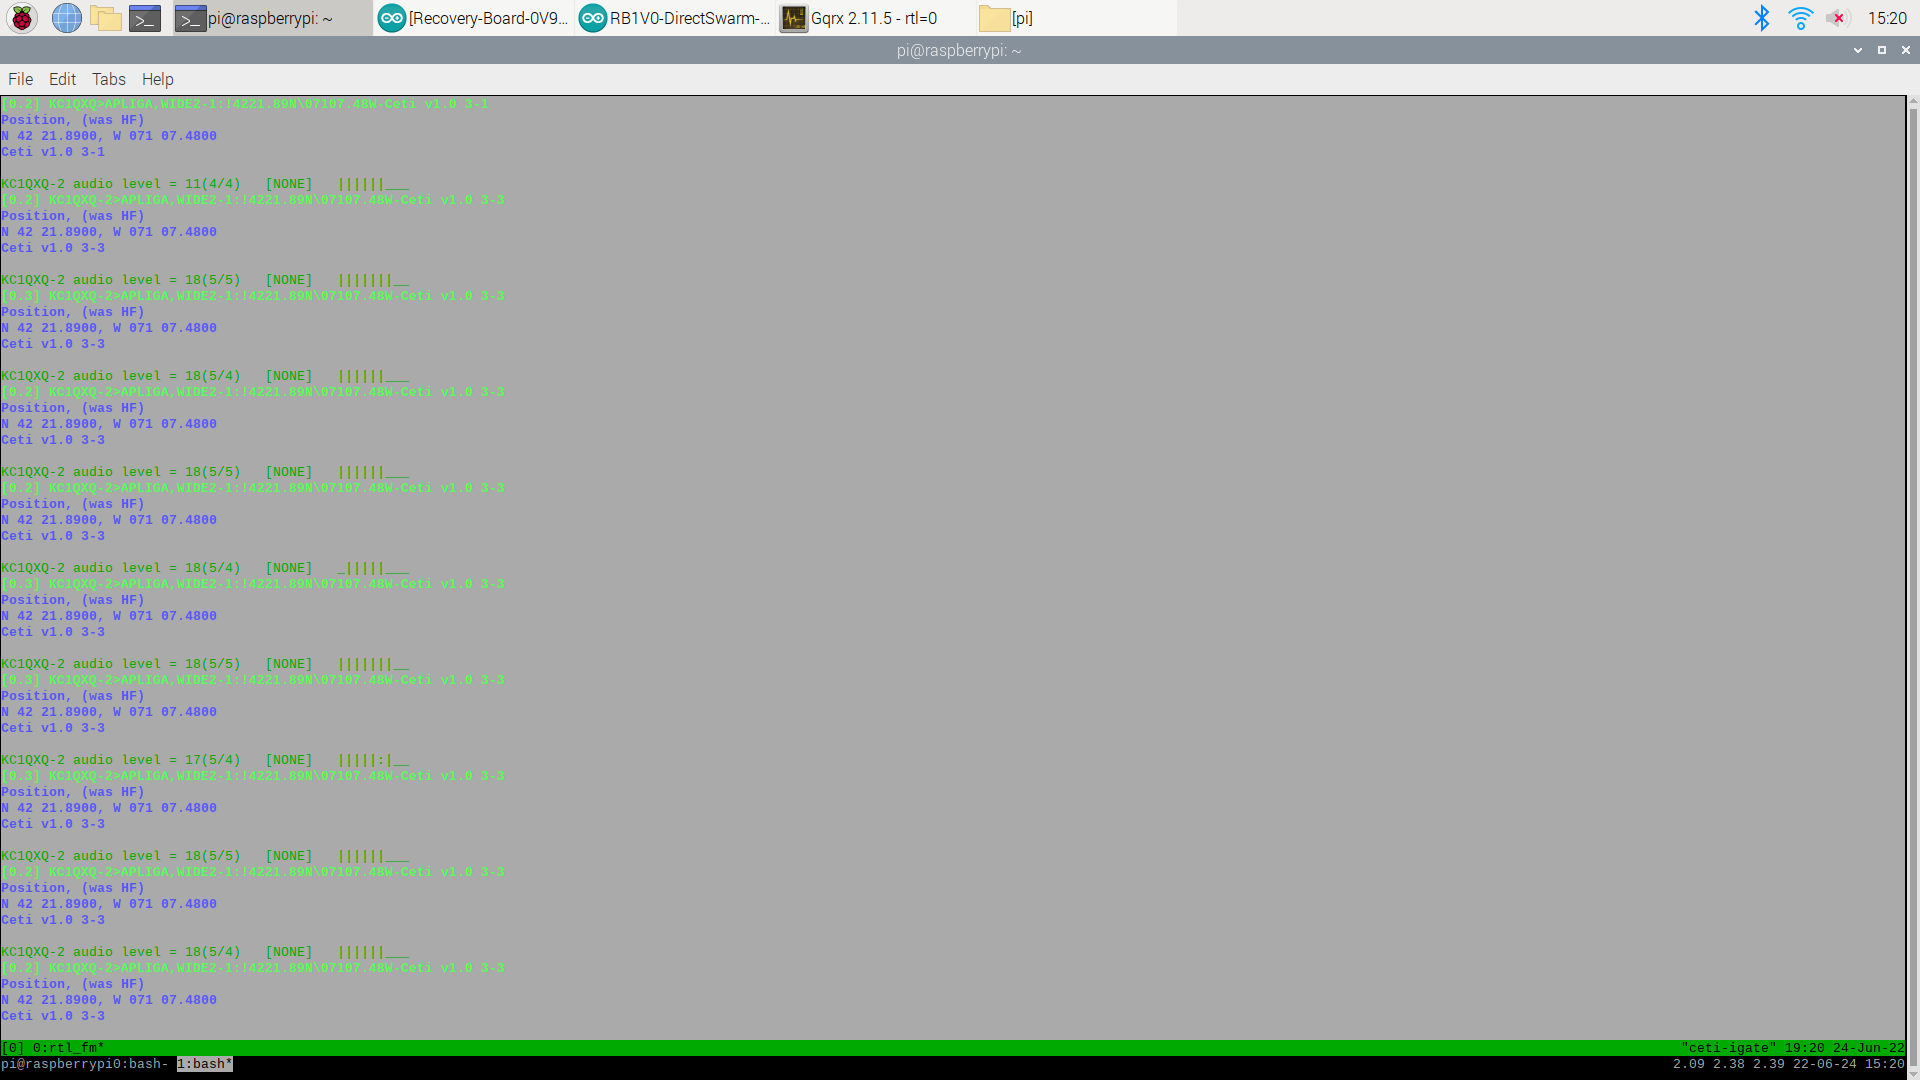 pi@raspberrypi: ~
[Recovery-Board-0V9...
RB1V0-DirectSwarm-...
Gqrx 2.11.5 - rtl=0
[pi]
15:20
pi@raspberrypi: ~
File Edit Tabs Help
[0.2] KC1QXQ>APLIGA,WIDE2-1:!4221.89N\07107.48W-Ceti v1.0 3-1
Position, (was HF)
N 42 21.8900, W 071 07.4800
Ceti v1.0 3-1
KC1QXQ-2 audio level = 11(4/4) [NONE] ||||||___
[0.2] KC1QXQ-2>APLIGA,WIDE2-1:!4221.89N\07107.48W-Ceti v1.0 3-3
Position, (was HF)
N 42 21.8900, W 071 07.4800
Ceti v1.0 3-3
KC1QXQ-2 audio level = 18(5/5) [NONE] |||||||__
[0.3] KC1QXQ-2>APLIGA,WIDE2-1:!4221.89N\07107.48W-Ceti v1.0 3-3
Position, (was HF)
N 42 21.8900, W 071 07.4800
Ceti v1.0 3-3
KC1QXQ-2 audio level = 18(5/4) [NONE] ||||||___
[0.2] KC1QXQ-2>APLIGA,WIDE2-1:!4221.89N\07107.48W-Ceti v1.0 3-3
Position, (was HF)
N 42 21.8900, W 071 07.4800
Ceti v1.0 3-3
KC1QXQ-2 audio level = 18(5/5) [NONE] ||||||___
[0.2] KC1QXQ-2>APLIGA,WIDE2-1:!4221.89N\07107.48W-Ceti v1.0 3-3
Position, (was HF)
N 42 21.8900, W 071 07.4800
Ceti v1.0 3-3
KC1QXQ-2 audio level = 18(5/4) [NONE] _|||||___
[0.3] KC1QXQ-2>APLIGA,WIDE2-1:!4221.89N\07107.48W-Ceti v1.0 3-3
Position, (was HF)
N 42 21.8900, W 071 07.4800
Ceti v1.0 3-3
KC1QXQ-2 audio level = 18(5/5) [NONE] |||||||__
[0.3] KC1QXQ-2>APLIGA,WIDE2-1:!4221.89N\07107.48W-Ceti v1.0 3-3
Position, (was HF)
N 42 21.8900, W 071 07.4800
Ceti v1.0 3-3
KC1QXQ-2 audio level = 17(5/4) [NONE] |||||:|__
[0.3] KC1QXQ-2>APLIGA,WIDE2-1:!4221.89N\07107.48W-Ceti v1.0 3-3
Position, (was HF)
N 42 21.8900, W 071 07.4800
Ceti v1.0 3-3
KC1QXQ-2 audio level = 18(5/5) [NONE] ||||||___
[0.2] KC1QXQ-2>APLIGA,WIDE2-1:!4221.89N\07107.48W-Ceti v1.0 3-3
Position, (was HF)
N 42 21.8900, W 071 07.4800
Ceti v1.0 3-3
KC1QXQ-2 audio level = 18(5/4) [NONE] ||||||___
[0.2] KC1QXQ-2>APLIGA,WIDE2-1:!4221.89N\07107.48W-Ceti v1.0 3-3
Position, (was HF)
N 42 21.8900, W 071 07.4800
Ceti v1.0 3-3
[0] 0:rtl_fm* "ceti-igate" 19:20 24-Jun-22
pi@raspberrypi0:bash- 1:bash* 2.09 2.38 2.39 22-06-24 15:20